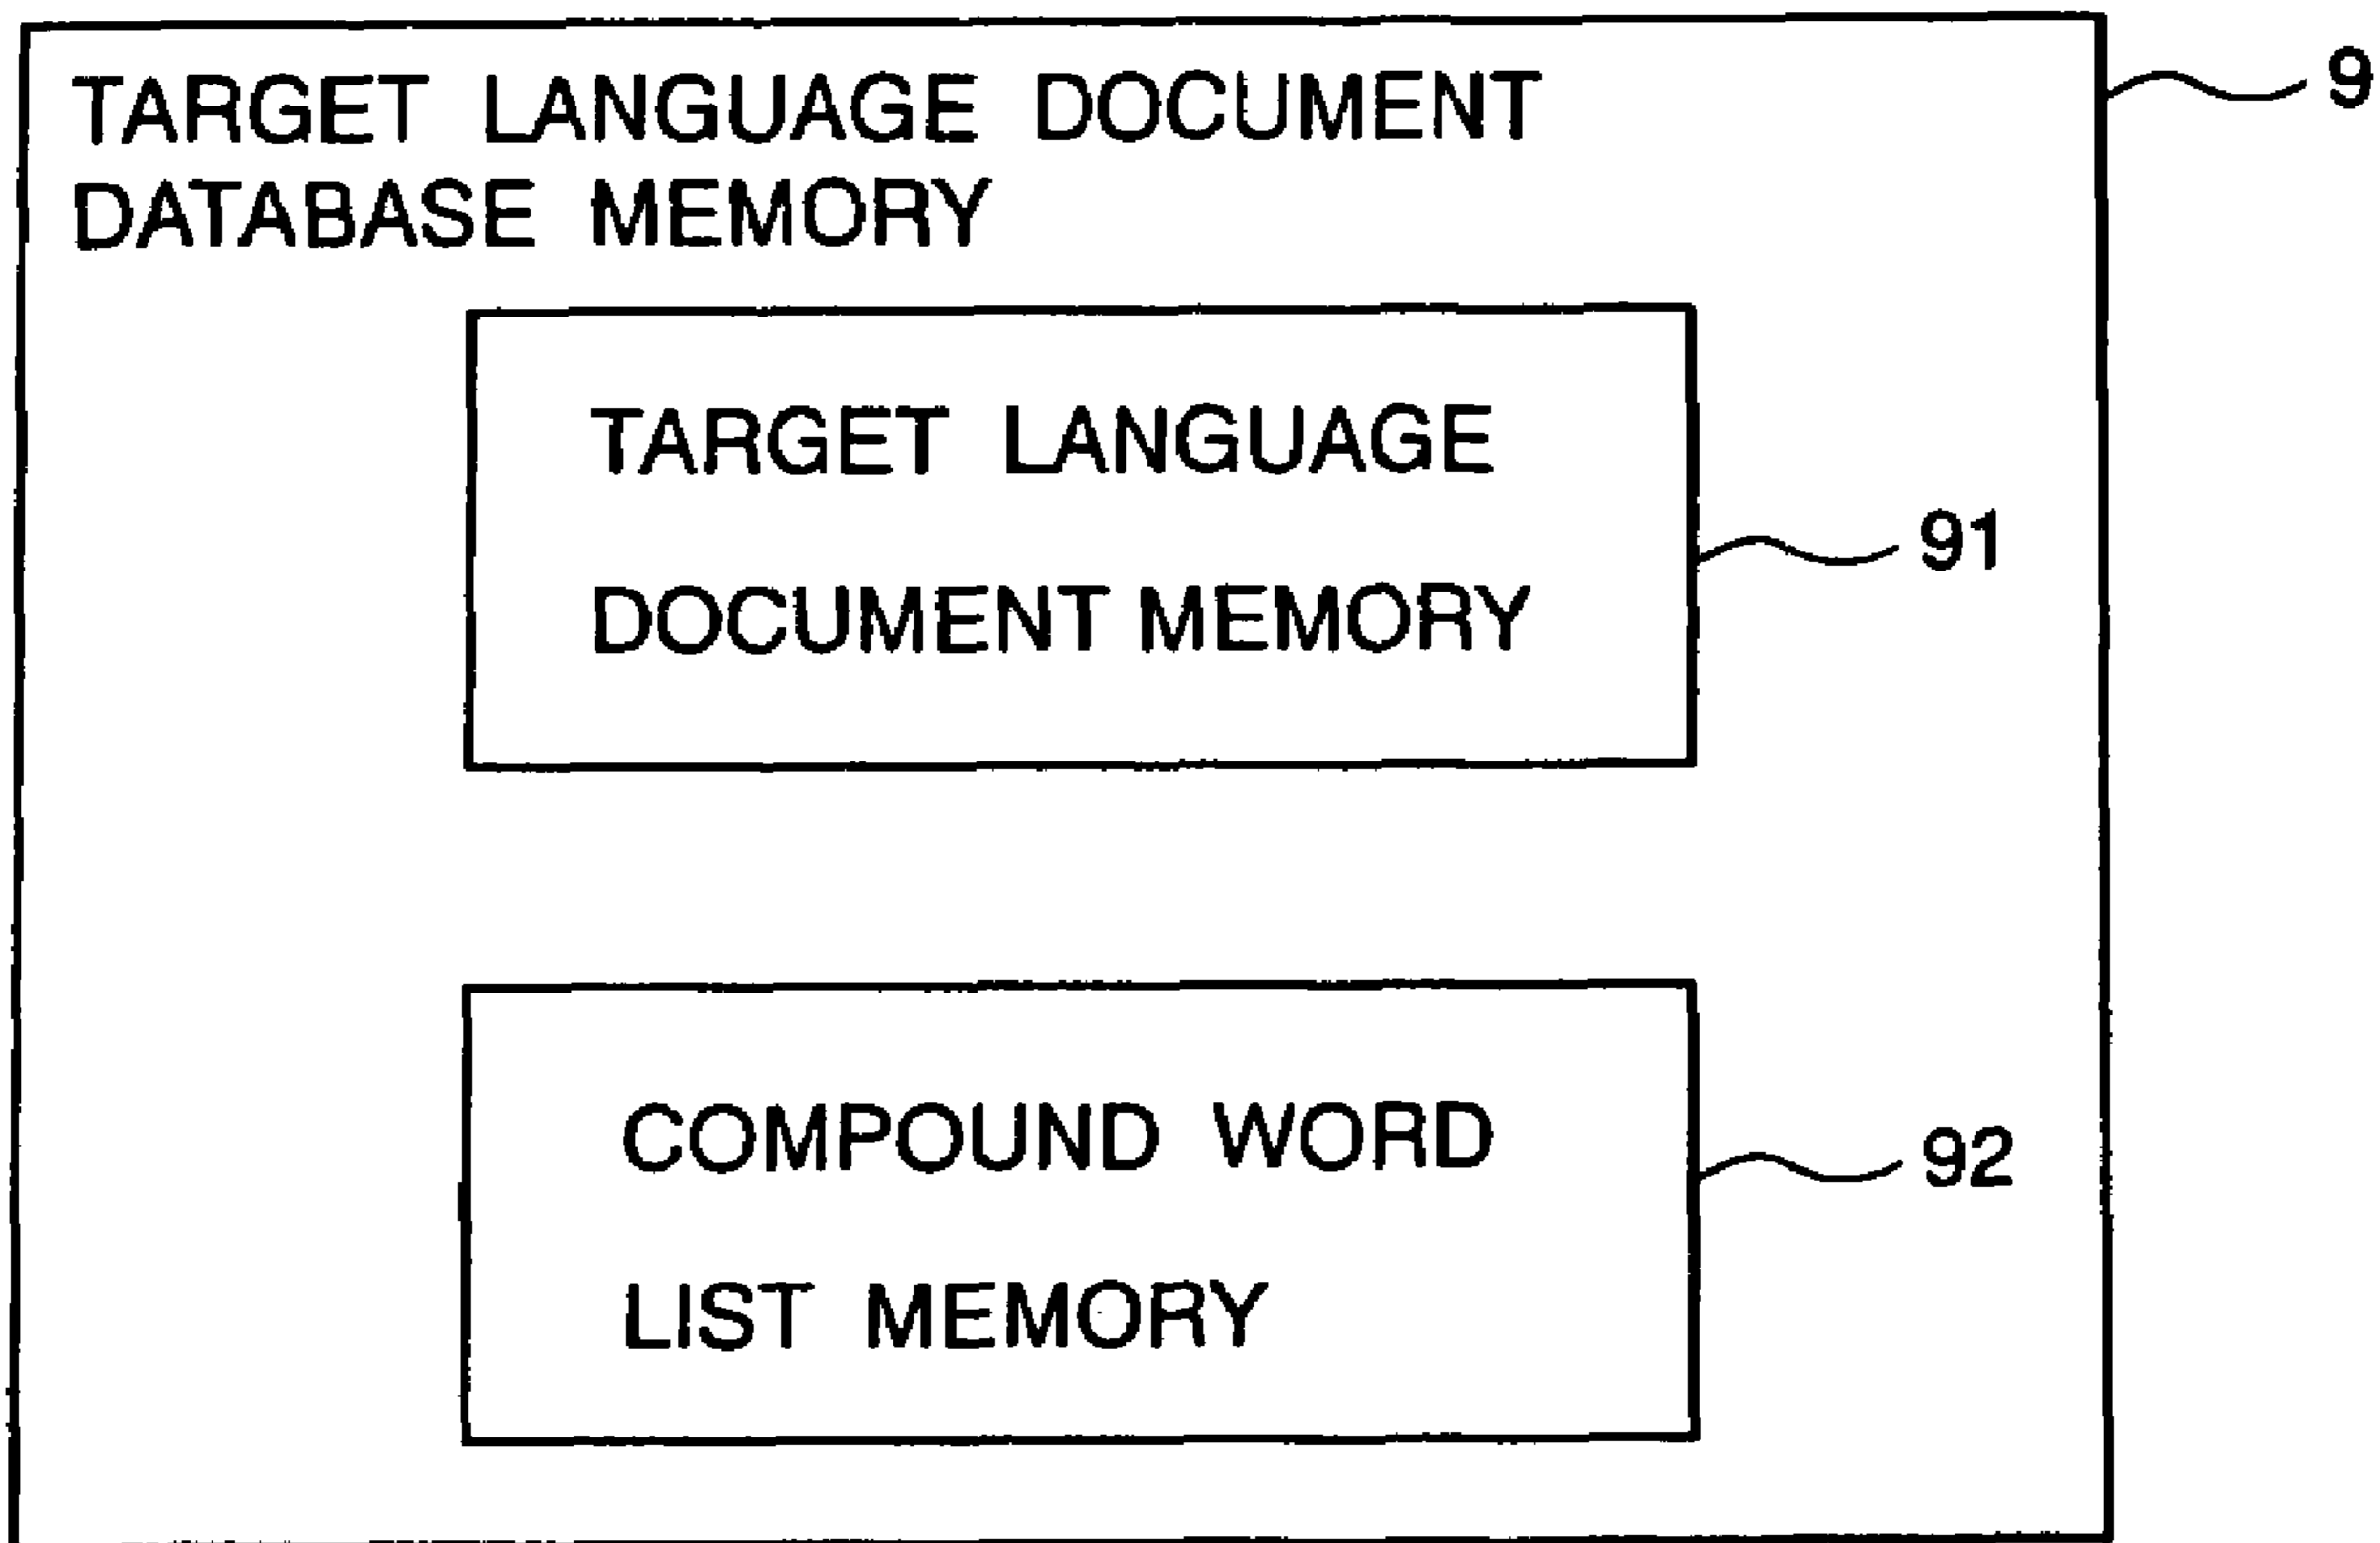 TARGET LANGUAGE DOCUMENT
9
DATABASE MEMORY
TARGET LANGUAGE
91
DOCUMENT MEMORY
COMPOUND WORD
92
LIST MEMORY